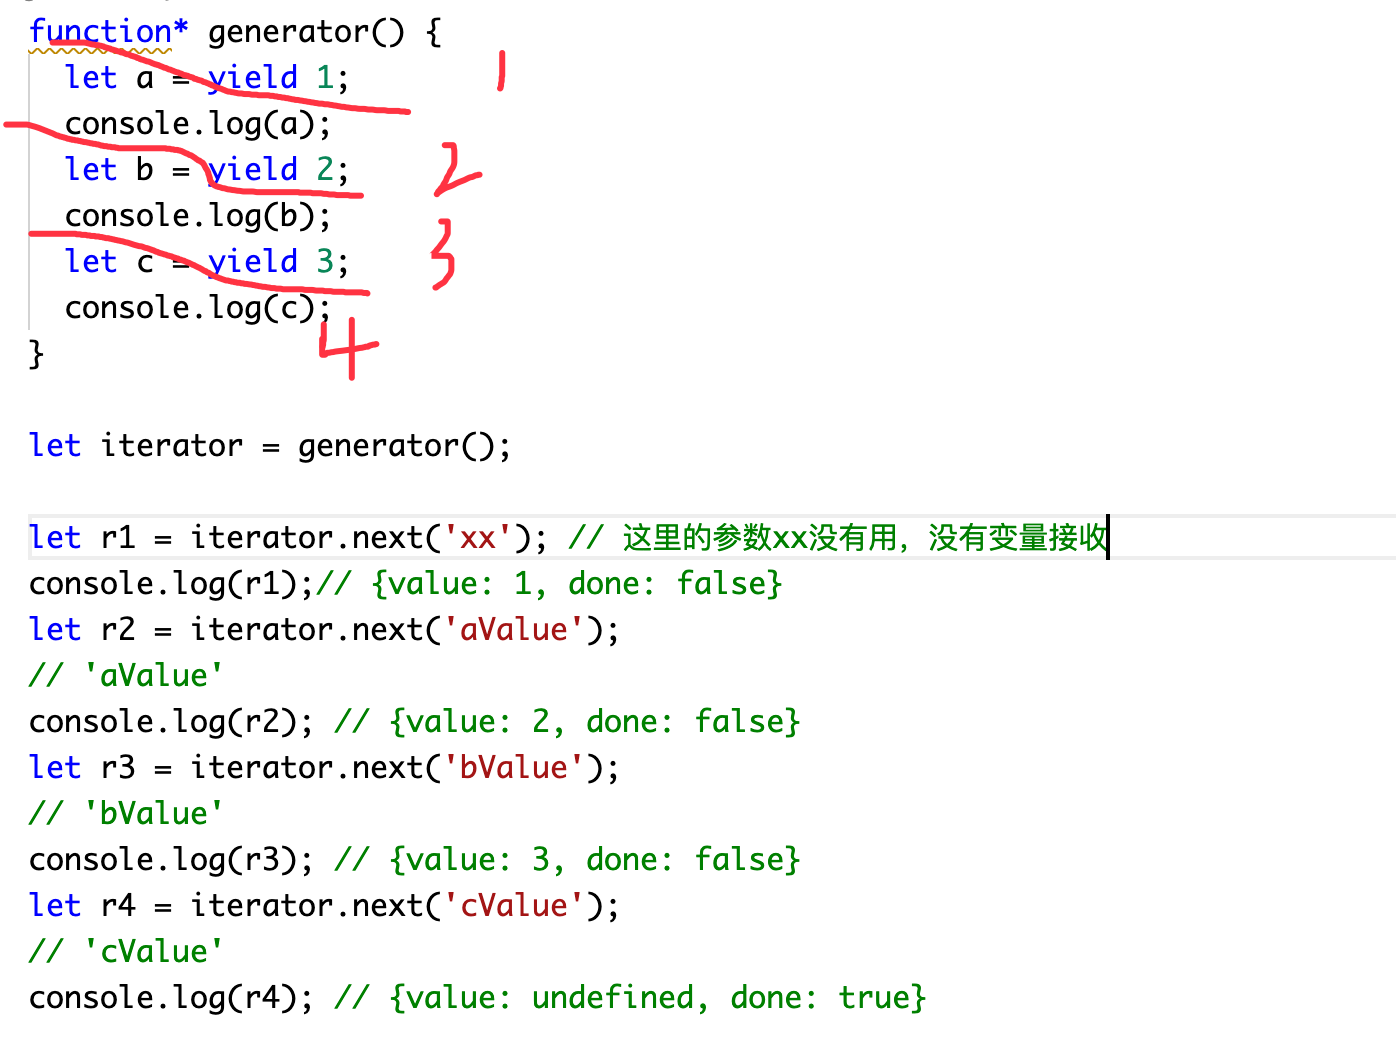 function* generator() {
let a = yield 1;
1
console.log(a);
let b = yield 2;
2
console.log(b);
let c = yield 3;
3
console.log(c);
4
}
let iterator = generator();
let r1 = iterator.next('xx'); // 这里的参数xx没有用，没有变量接收
console.log(r1);// {value: 1, done: false}
let r2 = iterator.next('aValue');
// 'aValue'
console.log(r2); // {value: 2, done: false}
let r3 = iterator.next('bValue');
// 'bValue'
console.log(r3); // {value: 3, done: false}
let r4 = iterator.next('cValue');
// 'cValue'
console.log(r4); // {value: undefined, done: true}